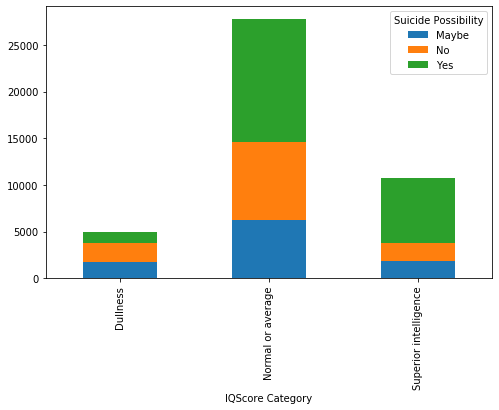 Suicide Possibility
Maybe
No
Yes
25000
20000
15000
10000
5000
0
Dullness
Normal or average
Superior intelligence
IQScore Category